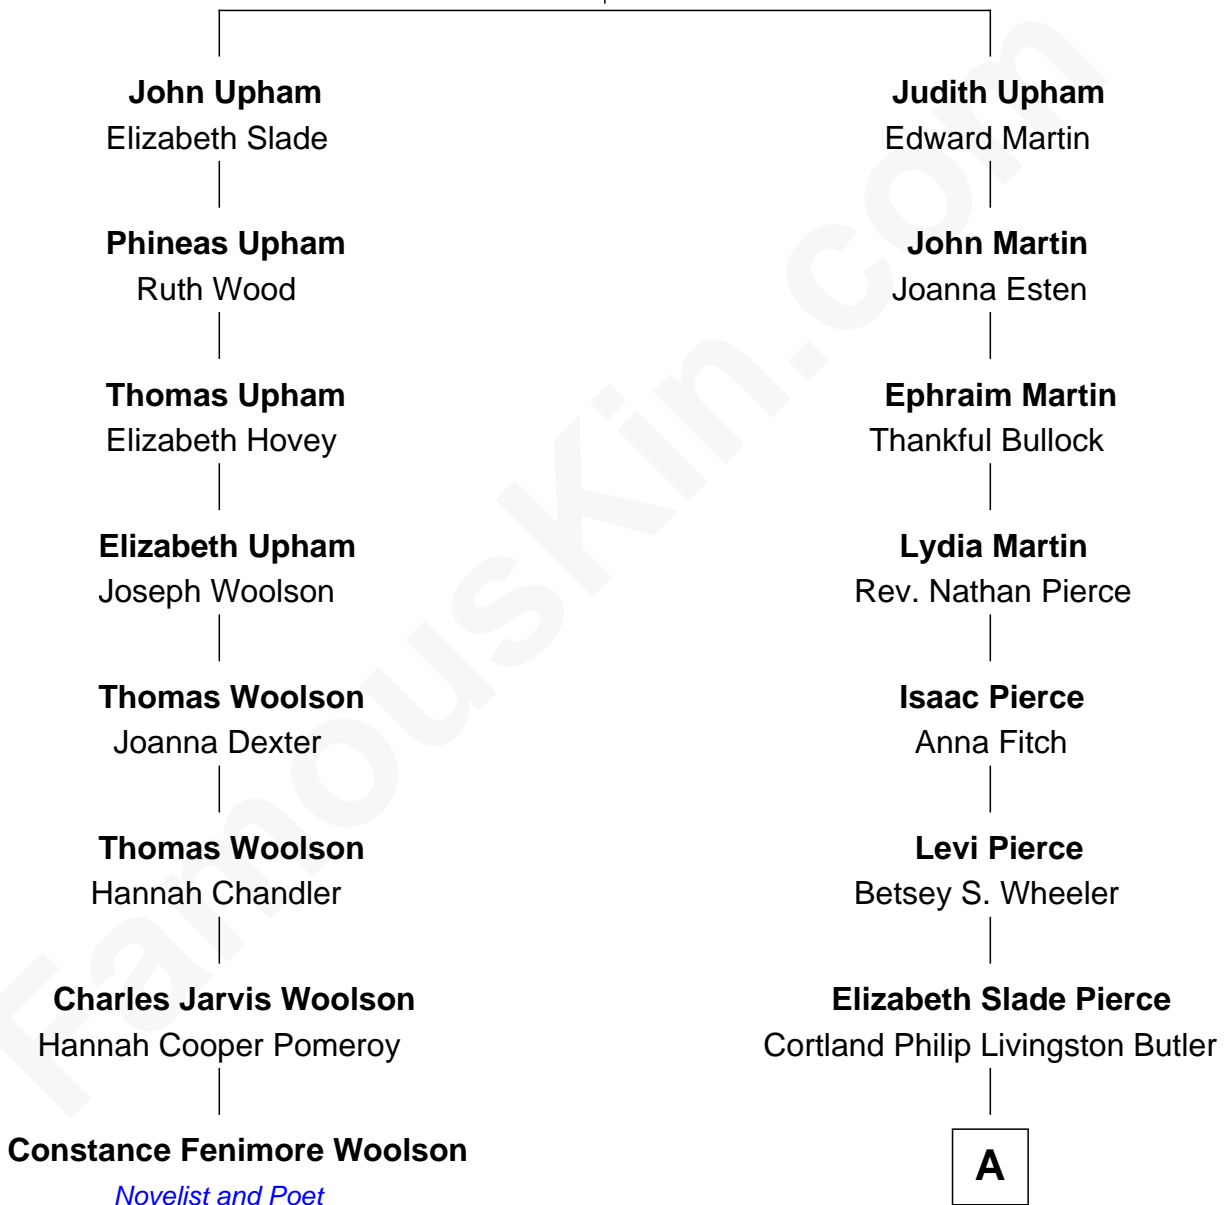 John Upham
Elizabeth Slade
Phineas Upham
Ruth Wood
Thomas Upham
Elizabeth Hovey
Elizabeth Upham
Joseph Woolson
Thomas Woolson
Joanna Dexter
Thomas Woolson
Hannah Chandler
Charles Jarvis Woolson
Hannah Cooper Pomeroy
Constance Fenimore Woolson
Novelist and Poet
Judith Upham
Edward Martin
John Martin
Joanna Esten
Ephraim Martin
Thankful Bullock
Lydia Martin
Rev. Nathan Pierce
Isaac Pierce
Anna Fitch
Levi Pierce
Betsey S. Wheeler
Elizabeth Slade Pierce
Cortland Philip Livingston Butler
A
FamousKin.com